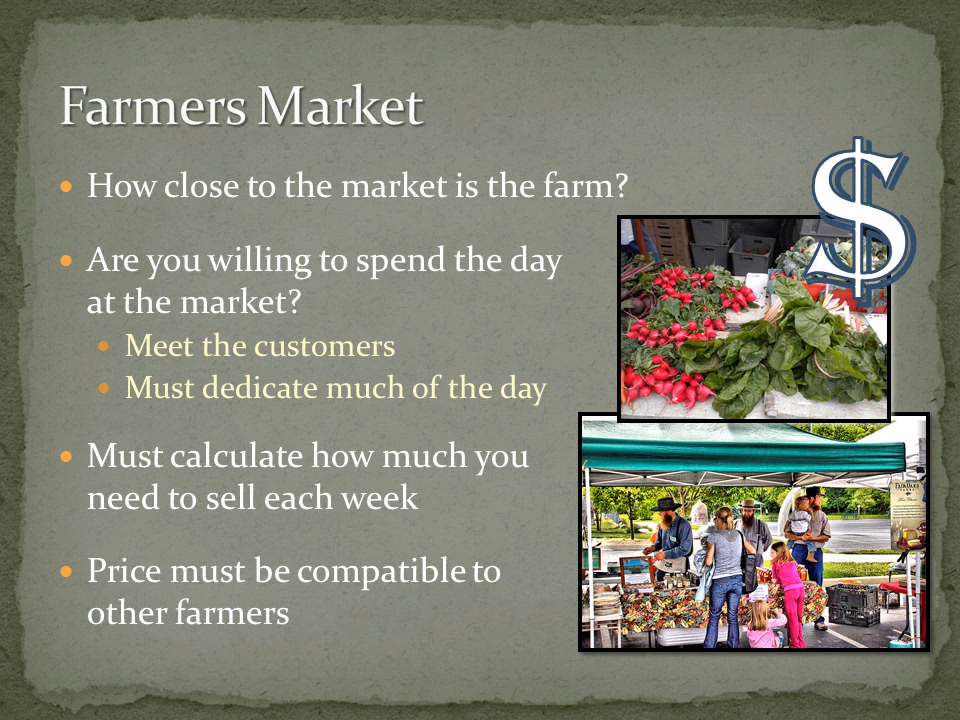 Farmers Market
• How close to the market is the farm?
• Are you willing to spend the day
at the market?
• Meet the customers
• Must dedicate much of the day
• Must calculate how much you
need to sell each week
• Price must be compatible to
other farmers
$
FAIR OAKS